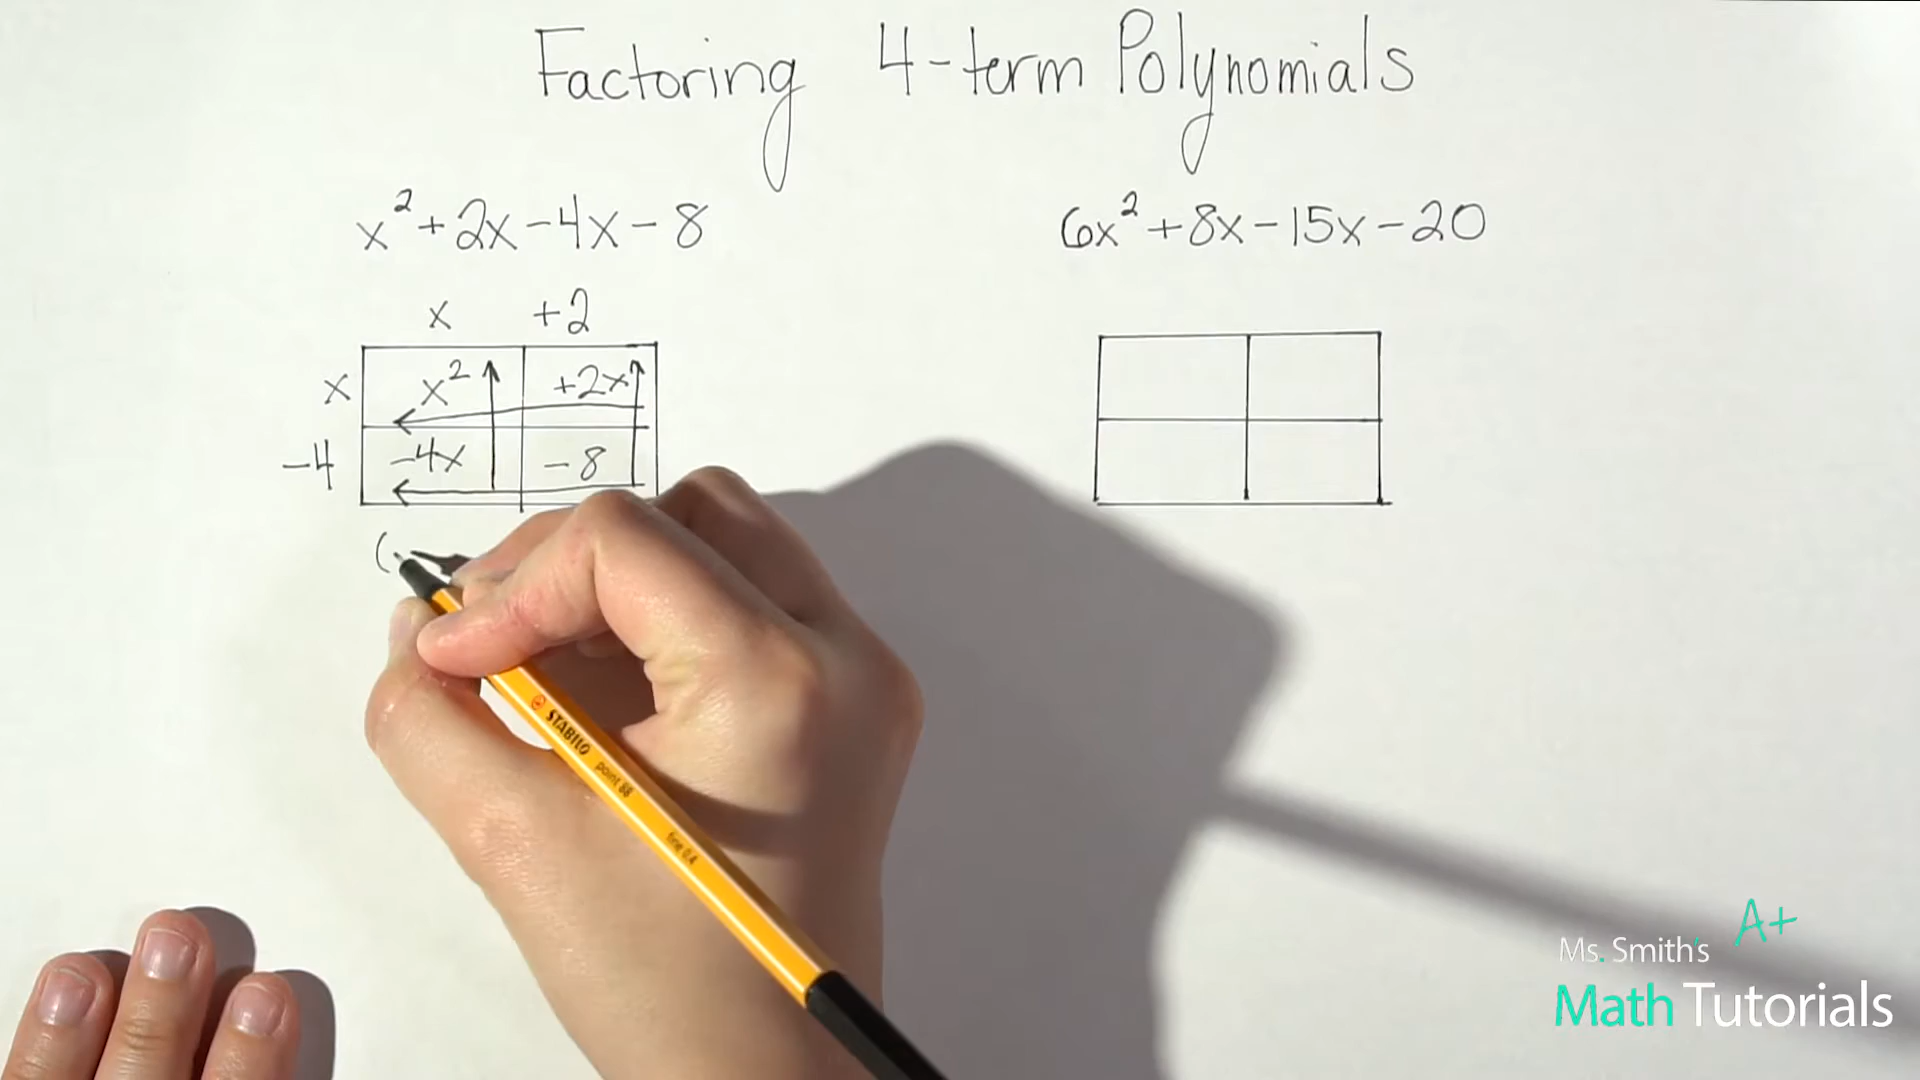 Factoring 4-term Polynomials
x² + 2x - 4x - 8
6x² + 8x - 15x - 20
x +2
x x² +2x
-4 -4x -8
(
STABILO point 88 fine 0.4
A+
Ms. Smith's
Math Tutorials